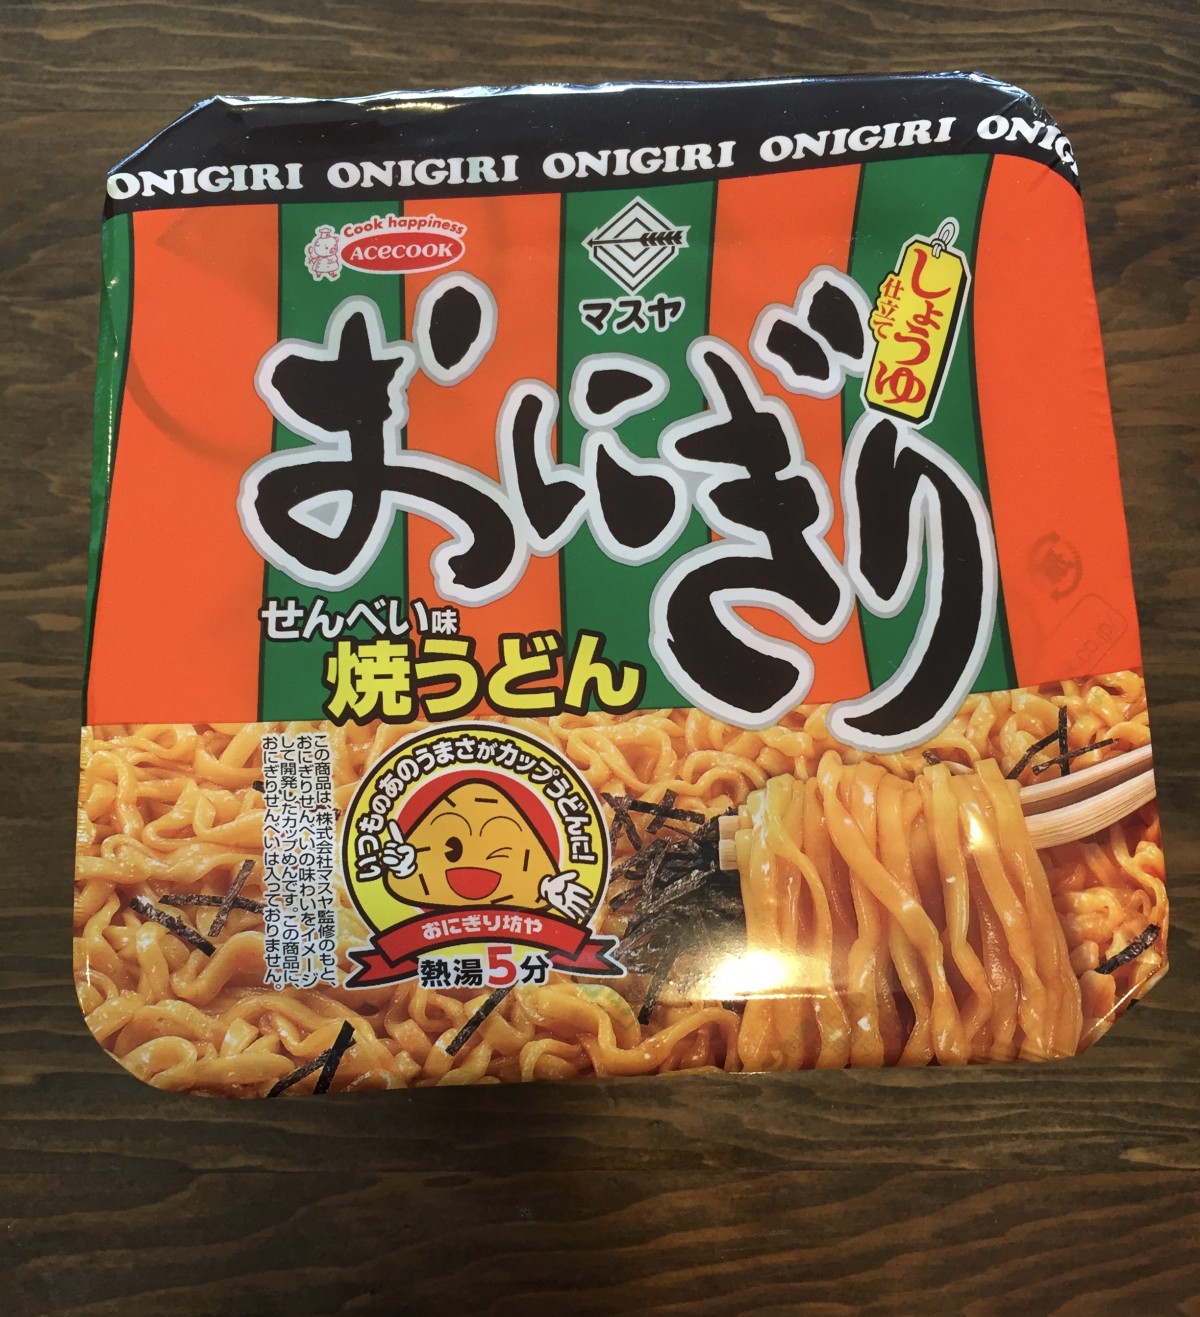 ONIGIRI ONIGIRI ONIGIRI ONIGIRI ONIG
Cook happiness
Acecook
マスヤ
しょうゆ
仕立て
おにぎり
せんべい味
焼うどん
いつものあのうまさがカップうどんに!
おにぎり坊や
熱湯5分
この商品は、株式会社マスヤ監修のもと、
おにぎりせんべいの味わいをイメージ
して開発したカップめんです。この商品に、
おにぎりせんべいは入っておりません。